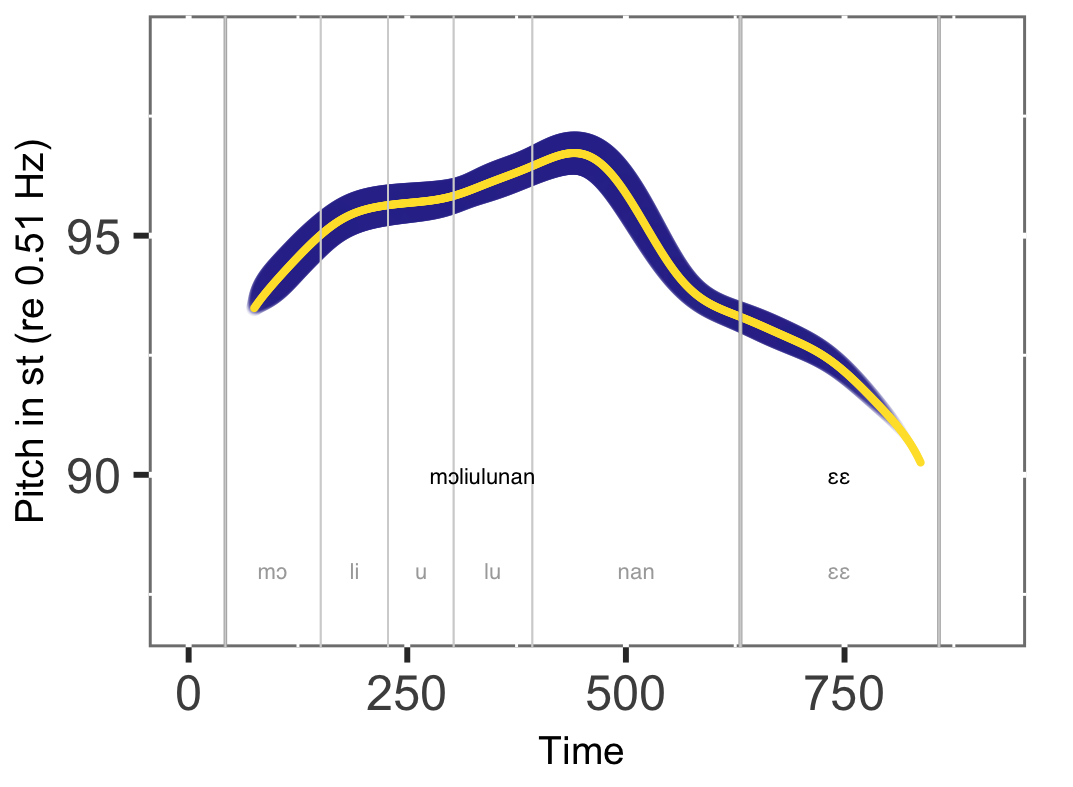 Pitch in st (re 0.51 Hz)
95
90
mɔliulunan ɛɛ
mɔ li u lu nan ɛɛ
0 250 500 750
Time